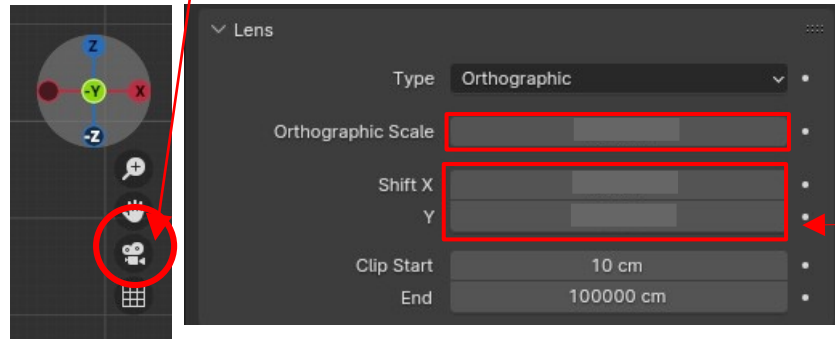 Z
-Y
X
-Z
Lens
Type Orthographic
Orthographic Scale
Shift X
Y
Clip Start 10 cm
End 100000 cm